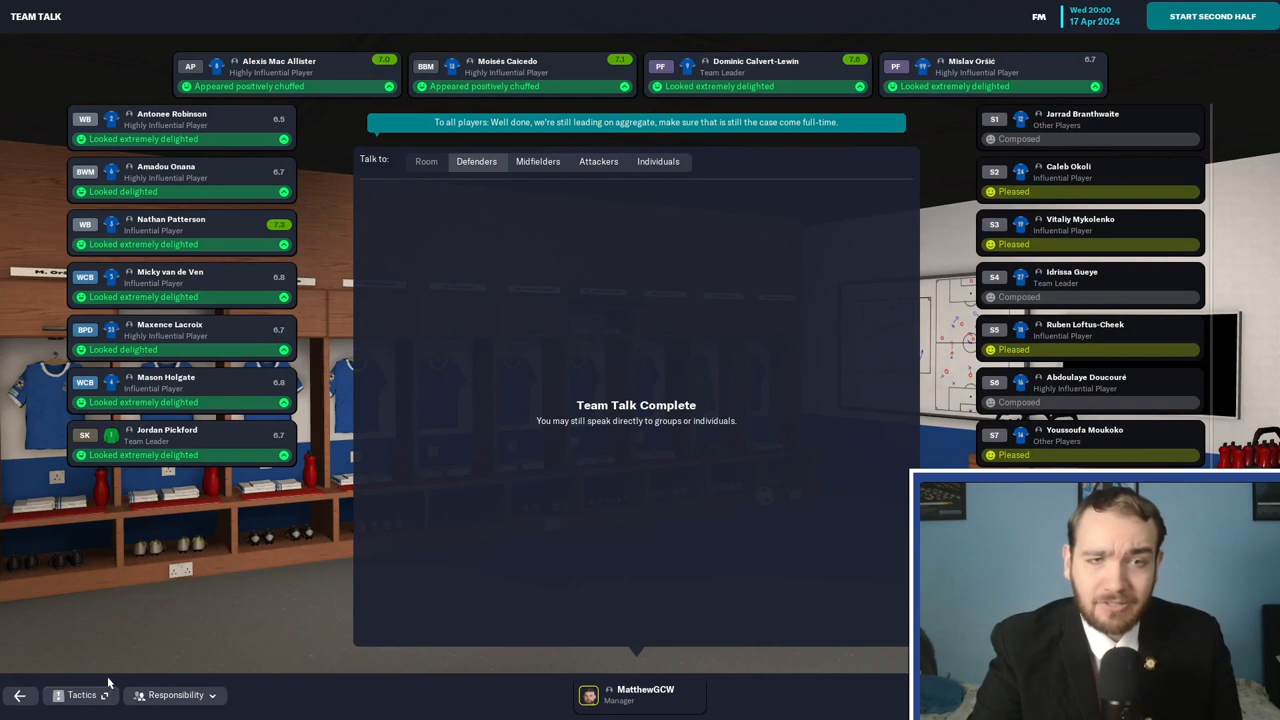 TEAM TALK
FM
Wed 20:00
17 Apr 2024
START SECOND HALF
AP
8
Alexis Mac Allister
Highly Influential Player
7.0
Appeared positively chuffed
BBM
Moisés Caicedo
Highly Influential Player
7.1
Appeared positively chuffed
PF
9
Dominic Calvert-Lewin
Team Leader
7.6
Looked extremely delighted
PF
Mislav Oršić
Highly Influential Player
6.7
Looked extremely delighted
WB
2
Antonee Robinson
Highly Influential Player
6.5
Looked extremely delighted
BWM
Amadou Onana
Highly Influential Player
6.7
Looked delighted
WB
Nathan Patterson
Influential Player
7.3
Looked extremely delighted
WCB
5
Micky van de Ven
Influential Player
6.8
Looked extremely delighted
BPD
23
Maxence Lacroix
Highly Influential Player
6.7
Looked delighted
WCB
4
Mason Holgate
Influential Player
6.8
Looked extremely delighted
SK
1
Jordan Pickford
Team Leader
6.7
Looked extremely delighted
To all players: Well done, we're still leading on aggregate, make sure that is still the case come full-time.
Talk to:
Room
Defenders
Midfielders
Attackers
Individuals
Team Talk Complete
You may still speak directly to groups or individuals.
S1
Jarrad Branthwaite
Other Players
Composed
S2
Caleb Okoli
Influential Player
Pleased
S3
Vitaliy Mykolenko
Influential Player
Pleased
S4
27
Idrissa Gueye
Team Leader
Composed
S5
Ruben Loftus-Cheek
Influential Player
Pleased
S6
Abdoulaye Doucouré
Highly Influential Player
Composed
S7
Youssoufa Moukoko
Other Players
Pleased
Tactics
Responsibility
MatthewGCW
Manager